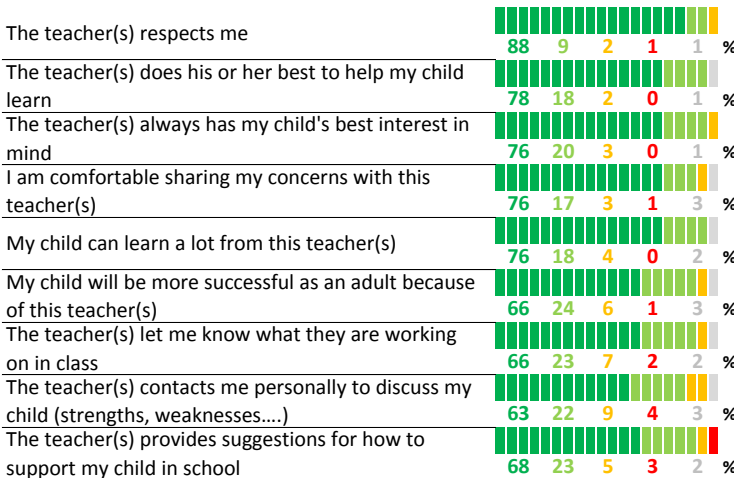 The teacher(s) respects me
88 9 2 1 1 %
The teacher(s) does his or her best to help my child
learn
78 18 2 0 1 %
The teacher(s) always has my child's best interest in
mind
76 20 3 0 1 %
I am comfortable sharing my concerns with this
teacher(s)
76 17 3 1 3 %
My child can learn a lot from this teacher(s)
76 18 4 0 2 %
My child will be more successful as an adult because
of this teacher(s)
66 24 6 1 3 %
The teacher(s) let me know what they are working
on in class
66 23 7 2 2 %
The teacher(s) contacts me personally to discuss my
child (strengths, weaknesses....)
63 22 9 4 3 %
The teacher(s) provides suggestions for how to
support my child in school
68 23 5 3 2 %